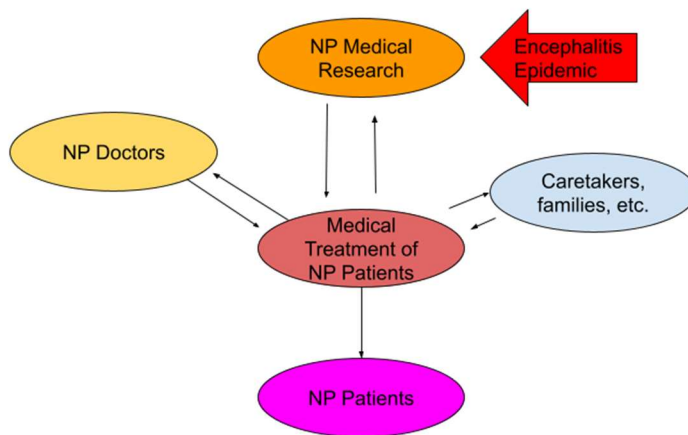 NP Medical
Research
Encephalitis
Epidemic
NP Doctors
Caretakers,
families, etc.
Medical
Treatment of
NP Patients
NP Patients